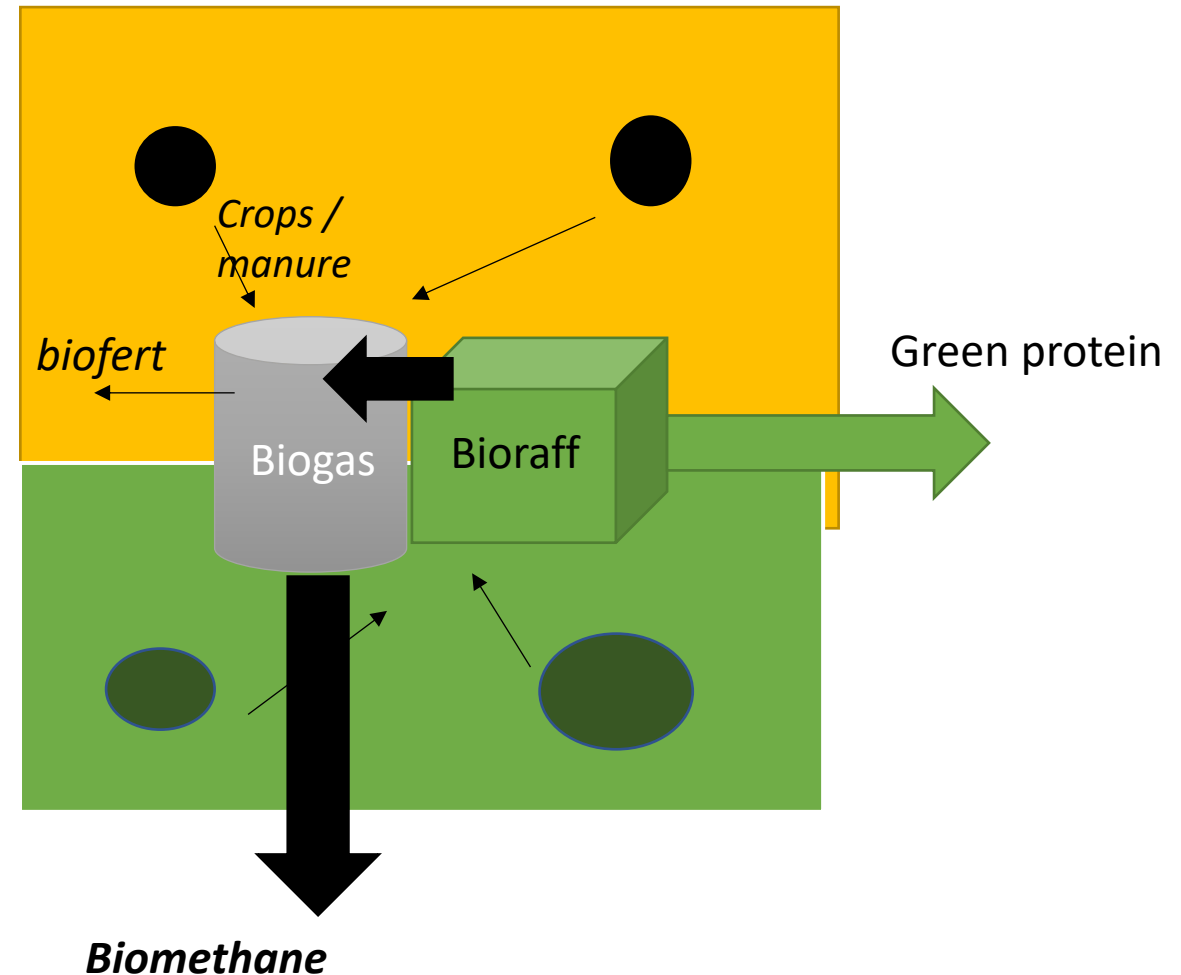 Crops /
manure
biofert
Green protein
Biogas
Bioraff
Biomethane